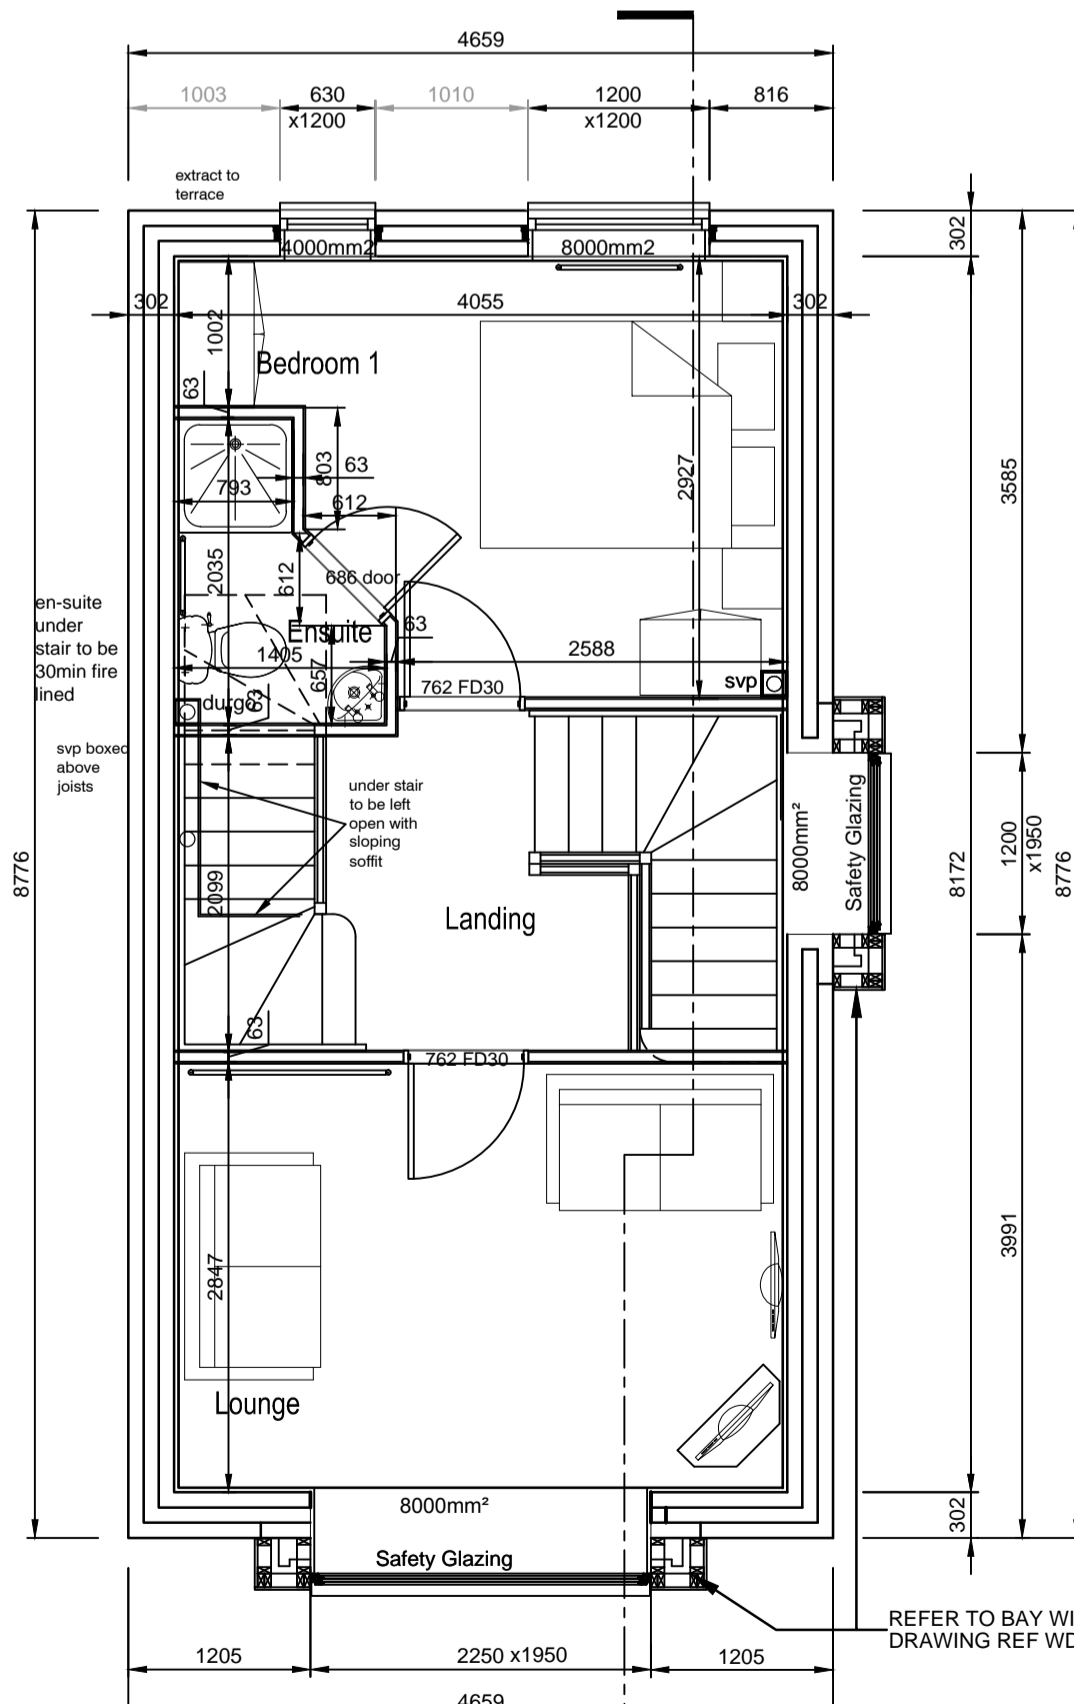 4659
1003
630
x1200
1010
1200
x1200
816
extract to
terrace
4000mm2
8000mm2
302
302
4055
302
1002
Bedroom 1
63
803
63
793
612
2927
3585
2035
612
686 door
en-suite
under
stair to be
30min fire
lined
Ensuite
63
1405
657
2588
762 FD30
svp
durgo
63
svp boxed
above
joists
under stair
to be left
open with
sloping
soffit
8000mm²
Safety Glazing
1200
x1950
8776
8172
8776
2099
Landing
63
762 FD30
2847
3991
Lounge
8000mm²
302
Safety Glazing
REFER TO BAY WI
DRAWING REF WD
1205
2250 x1950
1205
4659